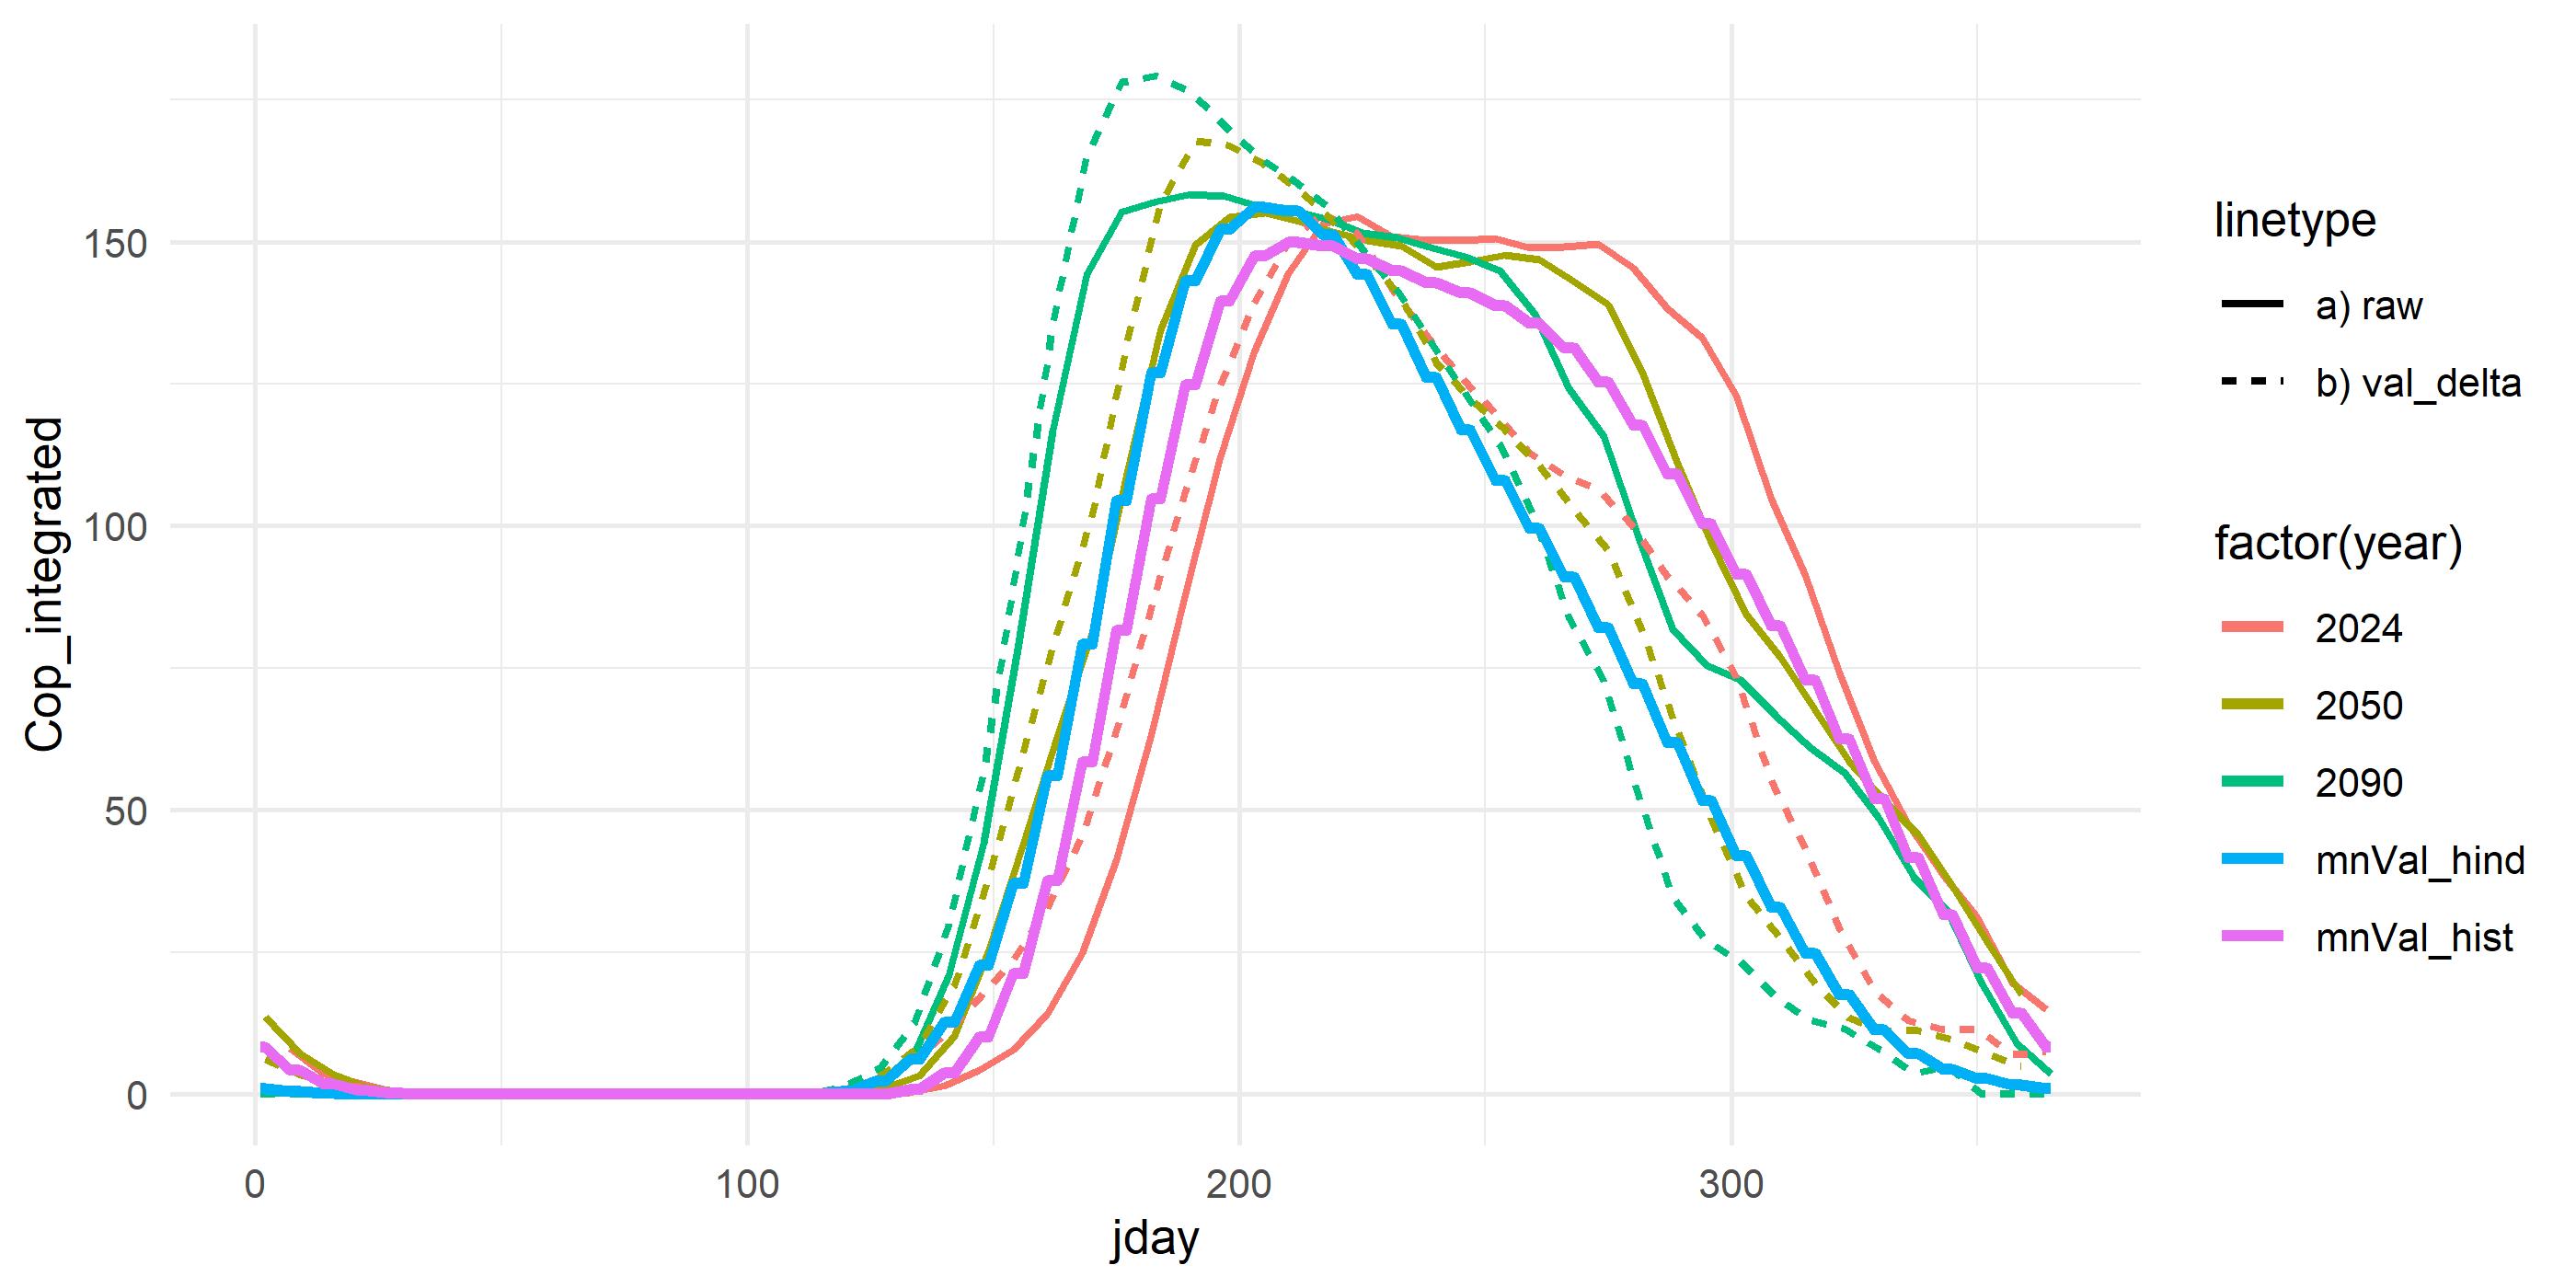 Cop_integrated
150
100
50
0
0 100 200 300
jday
linetype
a) raw
b) val_delta
factor(year)
2024
2050
2090
mnVal_hind
mnVal_hist